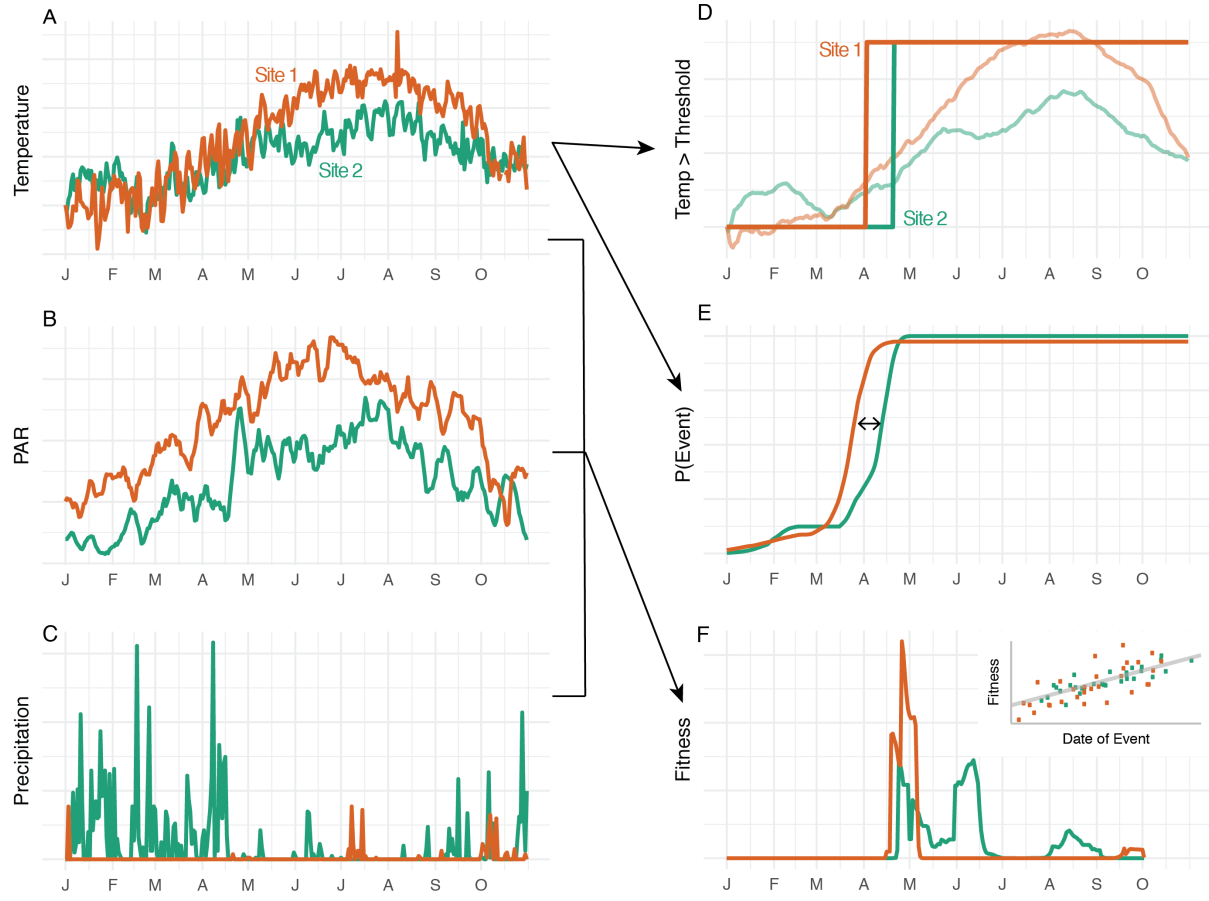 A
Temperature
Site 1
Site 2
J F M A M J J A S O
B
PAR
J F M A M J J A S O
C
Precipitation
J F M A M J J A S O
D
Temp > Threshold
Site 1
Site 2
J F M A M J J A S O
E
P(Event)
J F M A M J J A S O
F
Fitness
Fitness
Date of Event
J F M A M J J A S O